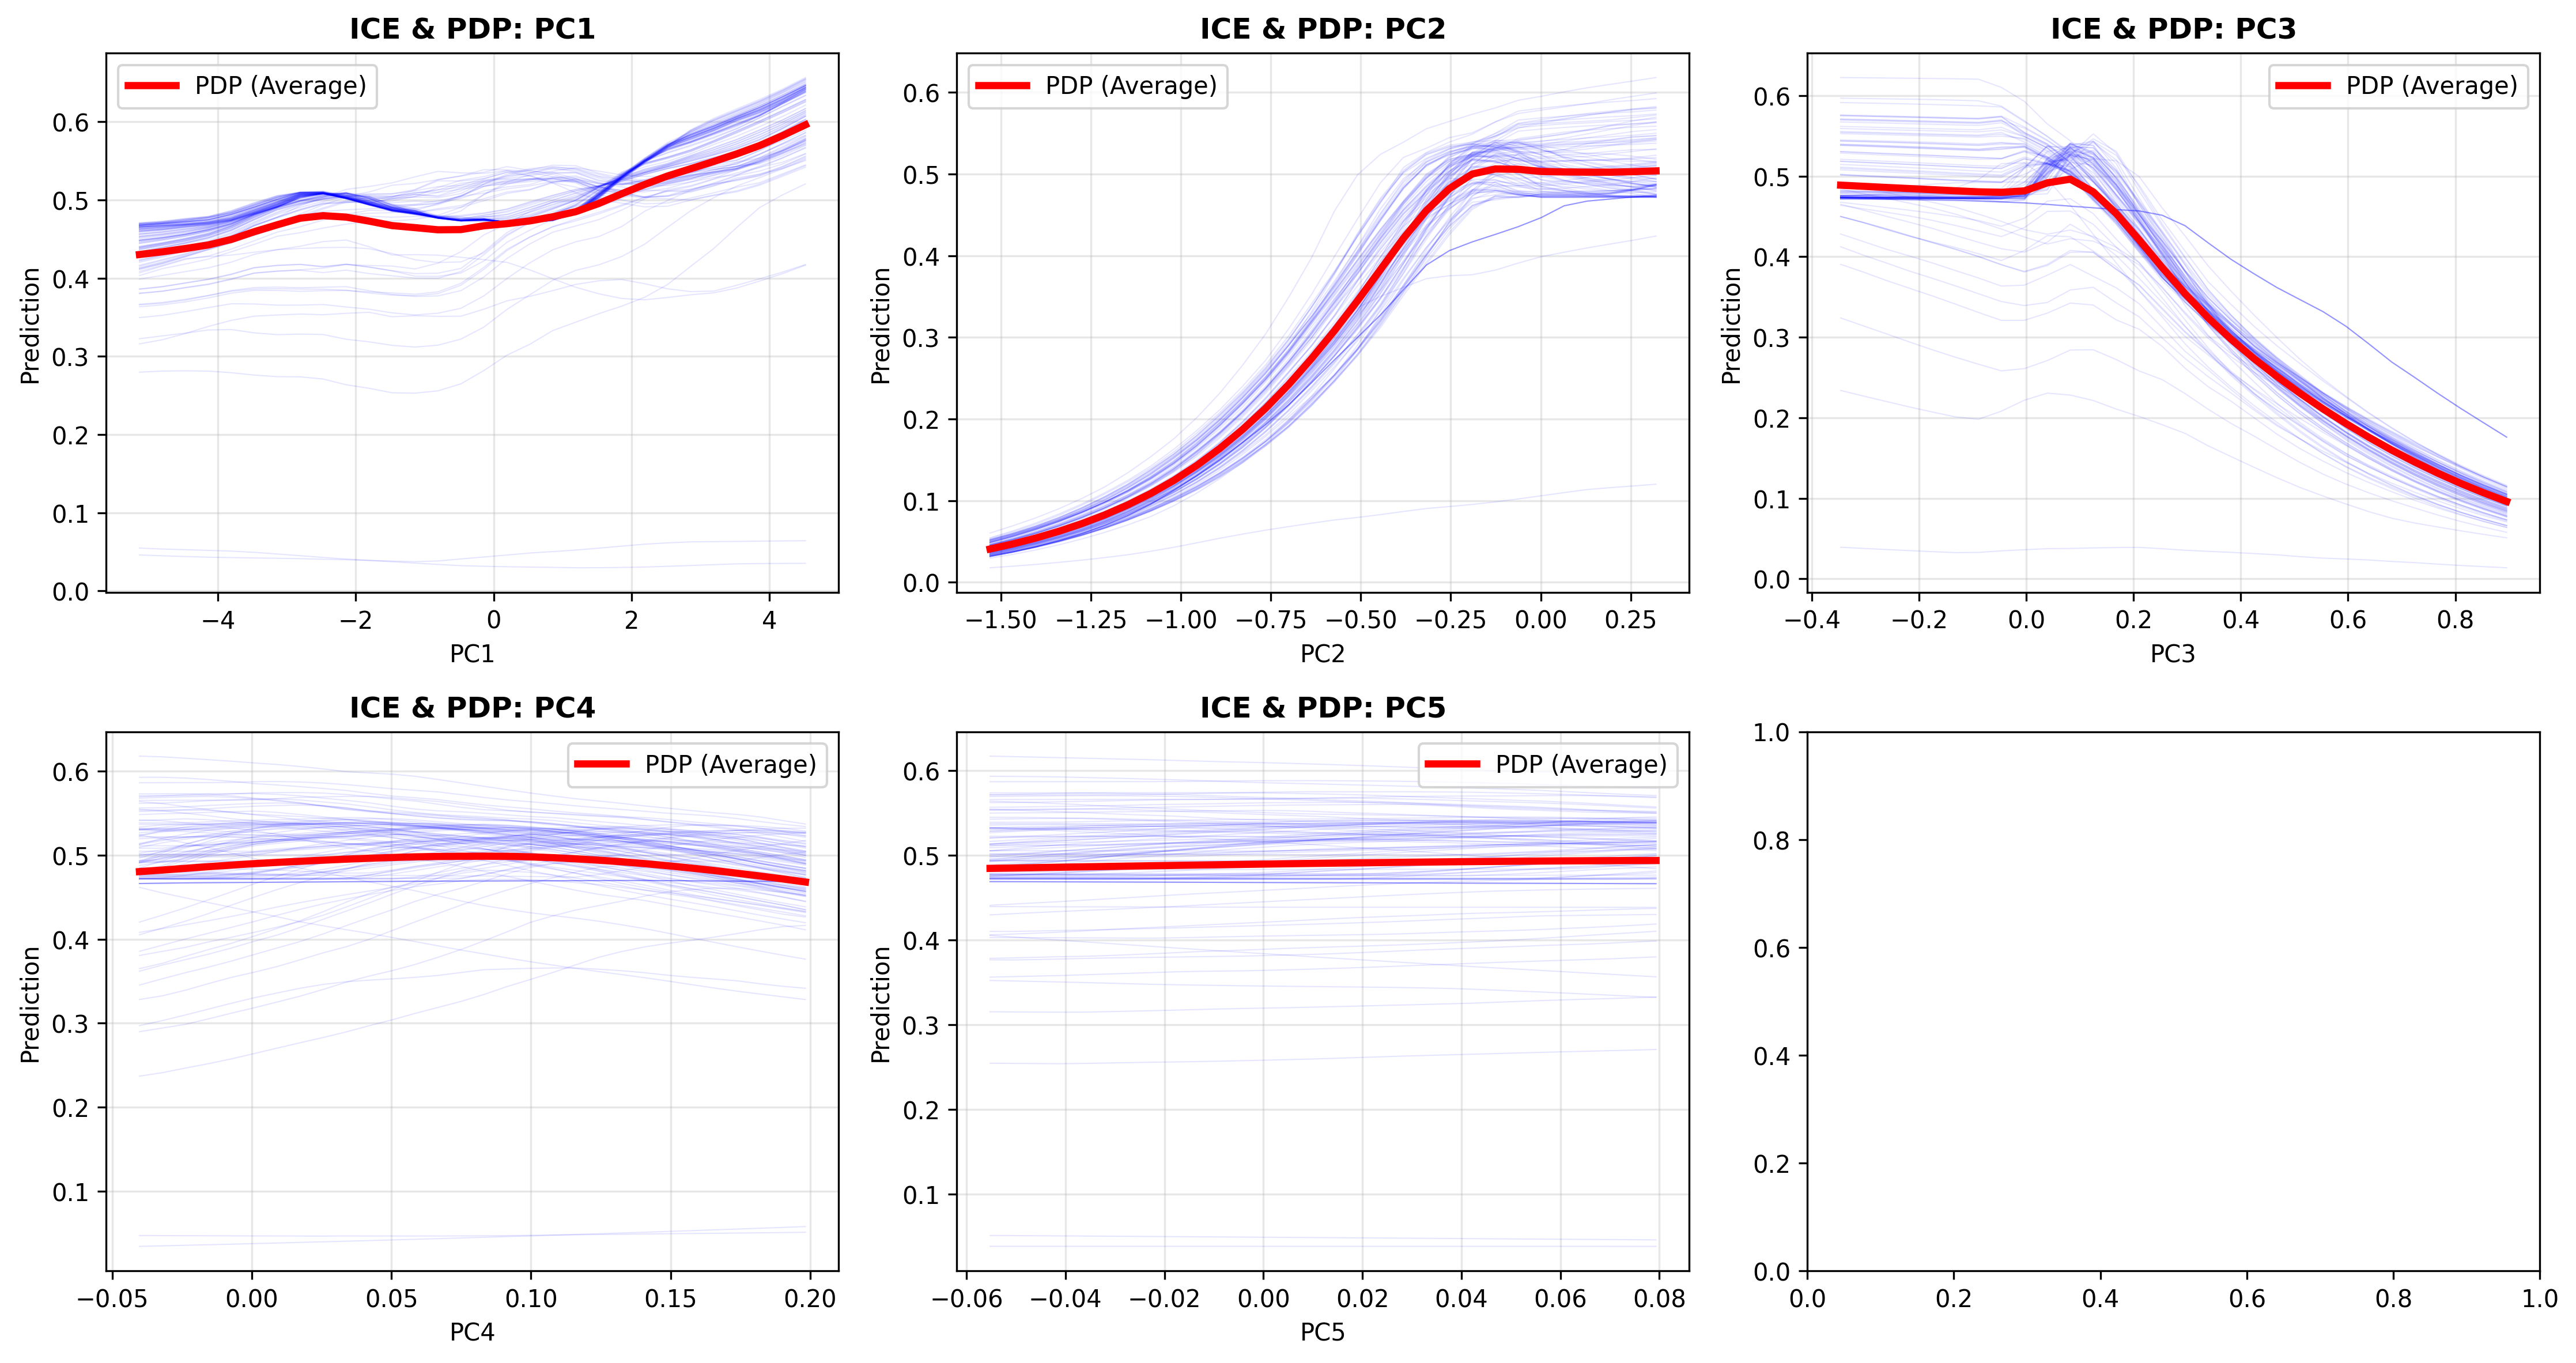 ICE & PDP: PC1
PDP (Average)
Prediction
0.6
0.5
0.4
0.3
0.2
0.1
0.0
−4 −2 0 2 4
PC1
ICE & PDP: PC2
PDP (Average)
Prediction
0.6
0.5
0.4
0.3
0.2
0.1
0.0
−1.50 −1.25 −1.00 −0.75 −0.50 −0.25 0.00 0.25
PC2
ICE & PDP: PC3
PDP (Average)
Prediction
0.6
0.5
0.4
0.3
0.2
0.1
0.0
−0.4 −0.2 0.0 0.2 0.4 0.6 0.8
PC3
ICE & PDP: PC4
PDP (Average)
Prediction
0.6
0.5
0.4
0.3
0.2
0.1
−0.05 0.00 0.05 0.10 0.15 0.20
PC4
ICE & PDP: PC5
PDP (Average)
Prediction
0.6
0.5
0.4
0.3
0.2
0.1
−0.06 −0.04 −0.02 0.00 0.02 0.04 0.06 0.08
PC5
1.0
0.8
0.6
0.4
0.2
0.0
0.0 0.2 0.4 0.6 0.8 1.0